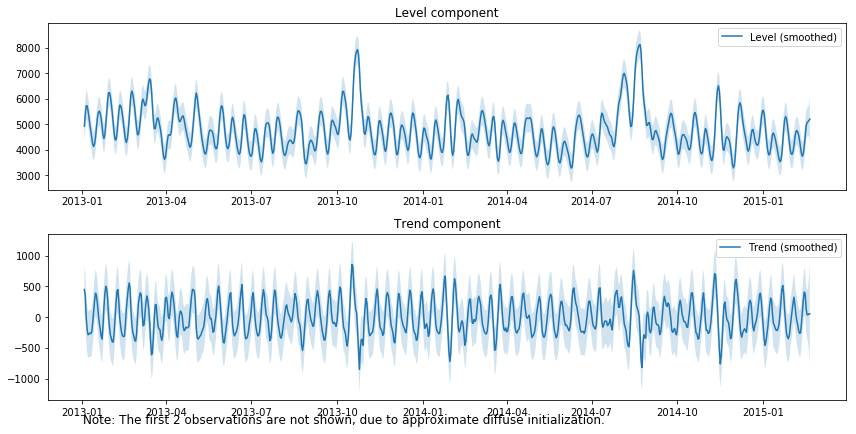 Level component
Level (smoothed)
8000
7000
6000
5000
4000
3000
2013-01 2013-04 2013-07 2013-10 2014-01 2014-04 2014-07 2014-10 2015-01
Trend component
Trend (smoothed)
1000
500
0
−500
−1000
2013-01 2013-04 2013-07 2013-10 2014-01 2014-04 2014-07 2014-10 2015-01
Note: The first 2 observations are not shown, due to approximate diffuse initialization.